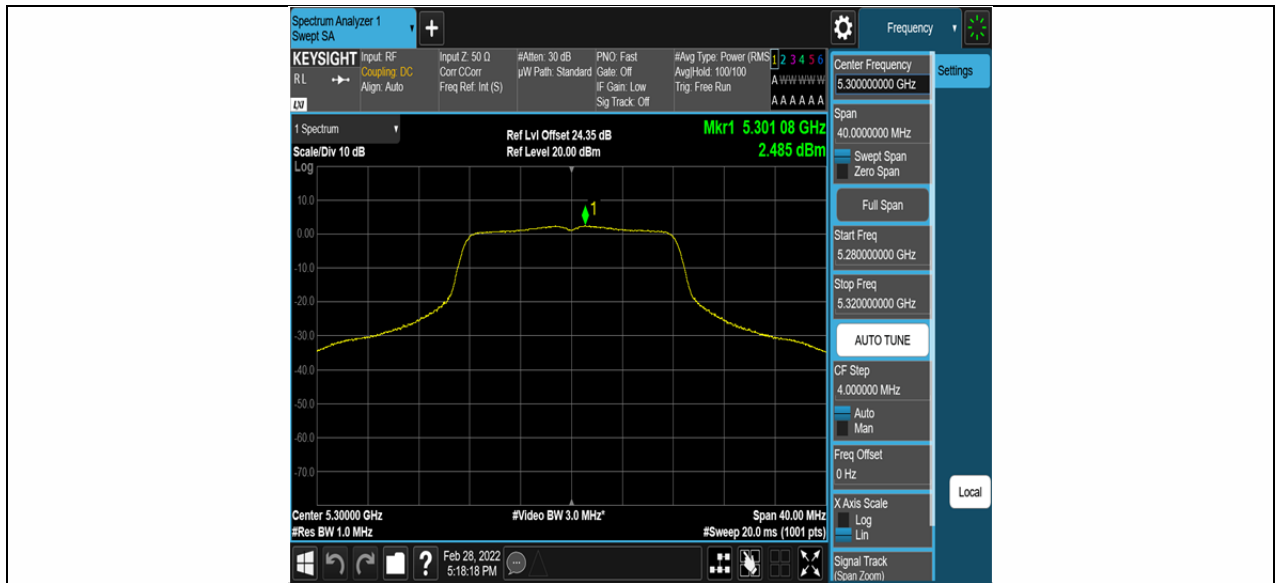 Spectrum Analyzer 1
Swept SA
+
Frequency
KEYSIGHT
Input: RF
Coupling: DC
Align: Auto
Input Z: 50 Ω
Corr CCorr
Freq Ref: Int (S)
#Atten: 30 dB
µW Path: Standard
PNO: Fast
Gate: Off
IF Gain: Low
Sig Track: Off
#Avg Type: Power (RMS
Avg|Hold: 100/100
Trig: Free Run
1 2 3 4 5 6
A W W W W W
A A A A A A
R L
LXI
Center Frequency
5.300000000 GHz
Settings
Span
40.0000000 MHz
Swept Span
Zero Span
Full Span
Start Freq
5.280000000 GHz
Stop Freq
5.320000000 GHz
AUTO TUNE
CF Step
4.000000 MHz
Auto
Man
Freq Offset
0 Hz
X Axis Scale
Log
Lin
Local
Signal Track
(Span Zoom)
1 Spectrum
Scale/Div 10 dB
Log
Ref Lvl Offset 24.35 dB
Ref Level 20.00 dBm
Mkr1 5.301 08 GHz
2.485 dBm
1
10.0
0.00
-10.0
-20.0
-30.0
-40.0
-50.0
-60.0
-70.0
Center 5.30000 GHz
#Res BW 1.0 MHz
#Video BW 3.0 MHz*
Span 40.00 MHz
#Sweep 20.0 ms (1001 pts)
?
Feb 28, 2022
5:18:18 PM